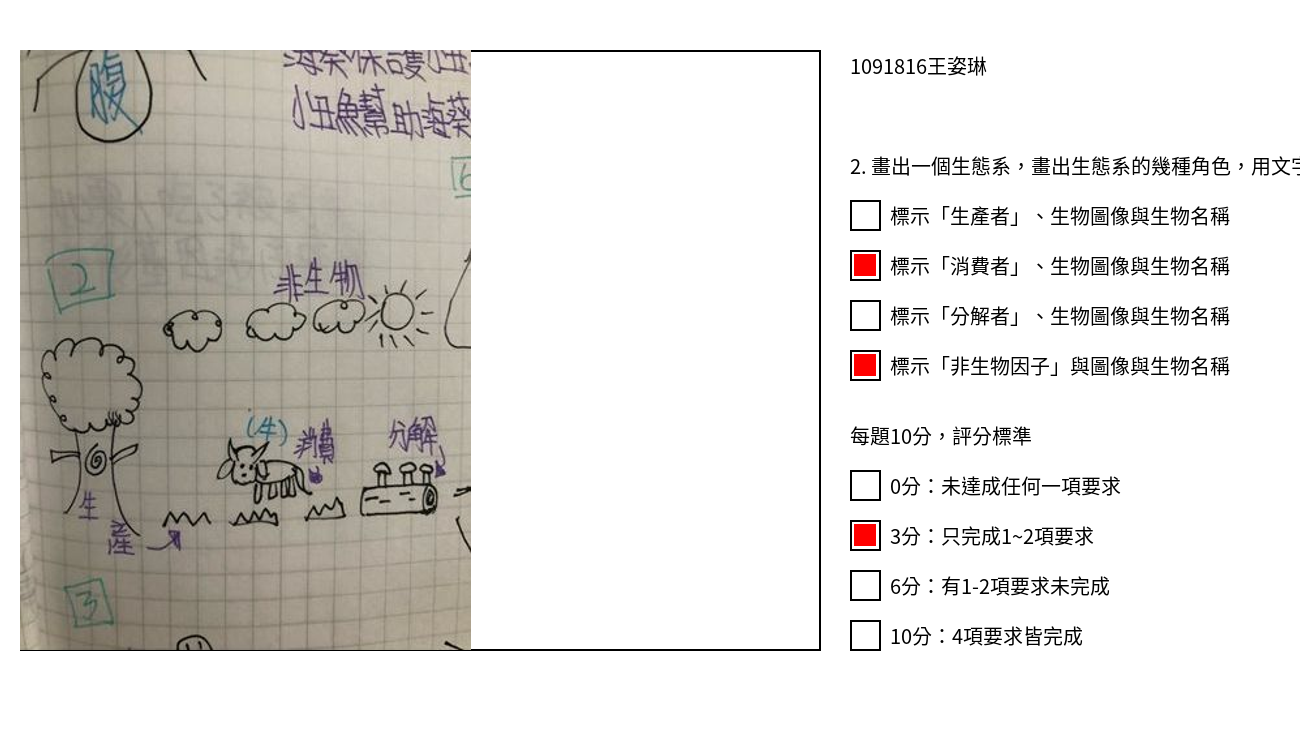 腹
海葵保護小丑
小丑魚幫助海葵
6
2
非生物
(牛)
消費
分解
生
產
3
1091816王姿琳
2. 畫出一個生態系，畫出生態系的幾種角色，用文字
標示「生產者」、生物圖像與生物名稱
標示「消費者」、生物圖像與生物名稱
標示「分解者」、生物圖像與生物名稱
標示「非生物因子」與圖像與生物名稱
每題10分，評分標準
0分：未達成任何一項要求
3分：只完成1~2項要求
6分：有1-2項要求未完成
10分：4項要求皆完成